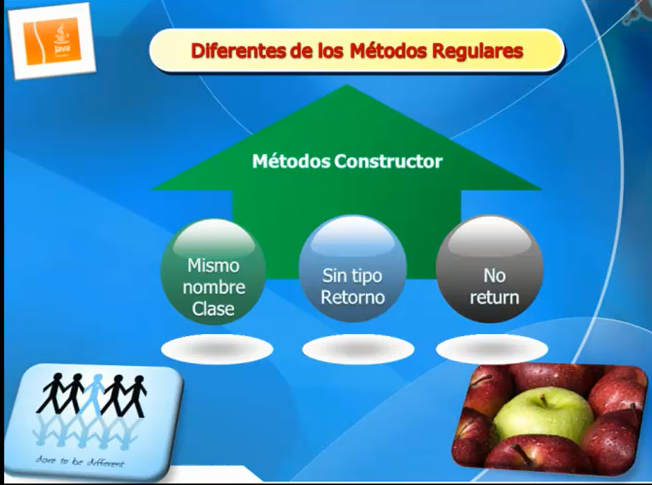 Java
Diferentes de los Métodos Regulares
Métodos Constructor
Mismo
nombre
Clase
Sin tipo
Retorno
No
return
dare to be different